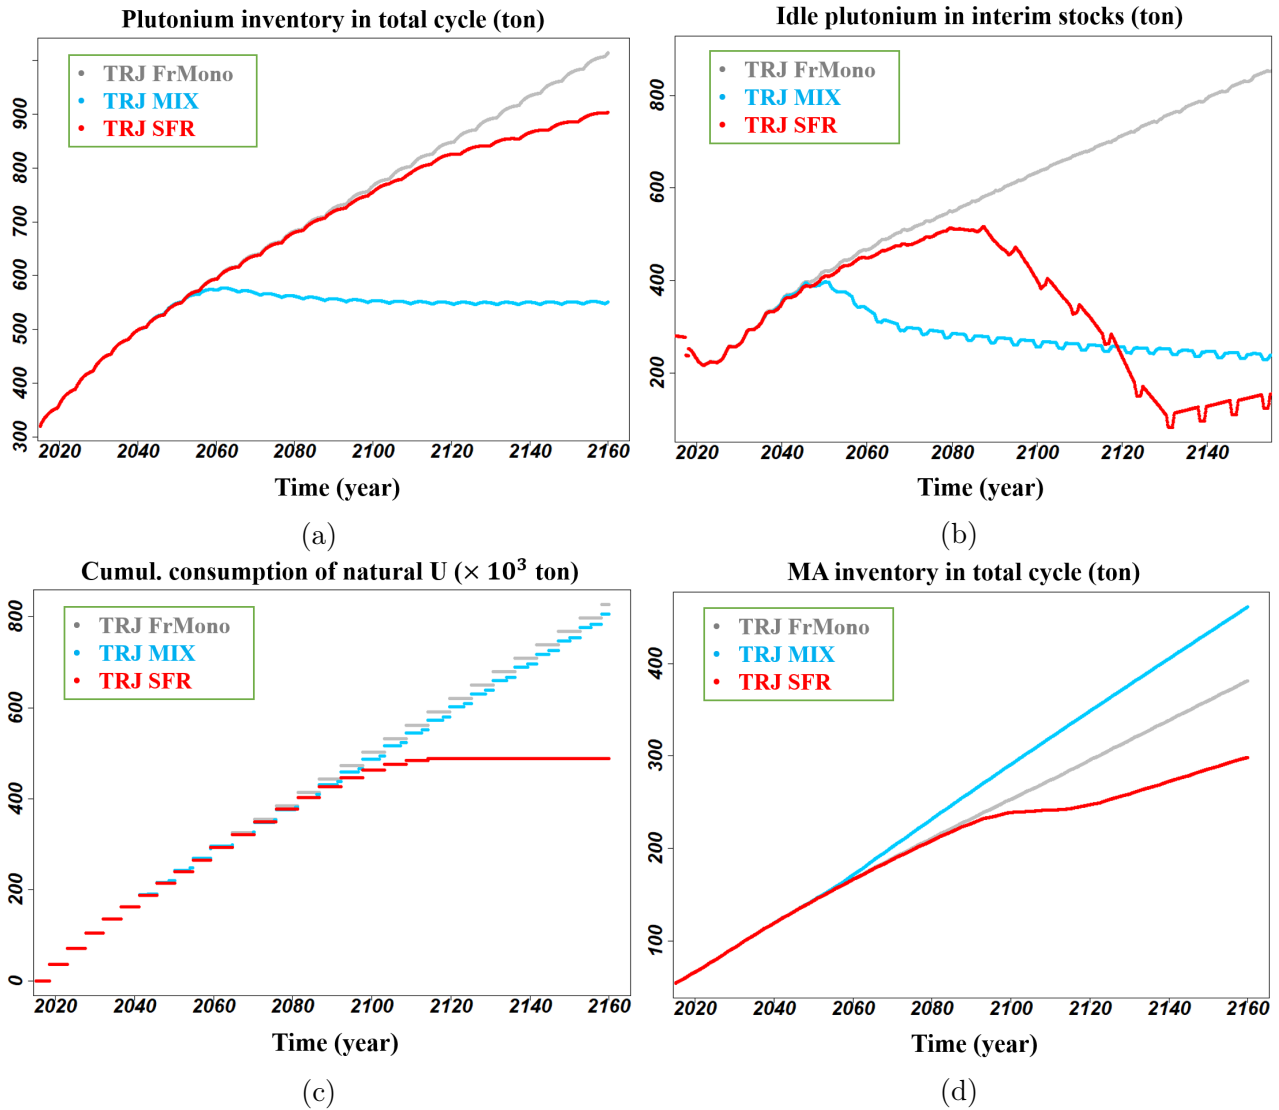 Plutonium inventory in total cycle (ton)
TRJ FrMono
TRJ MIX
TRJ SFR
900
800
700
600
500
400
300
2020 2040 2060 2080 2100 2120 2140 2160
Time (year)
(a)
Idle plutonium in interim stocks (ton)
TRJ FrMono
TRJ MIX
TRJ SFR
800
600
400
200
2020 2040 2060 2080 2100 2120 2140
Time (year)
(b)
Cumul. consumption of natural U (× 10³ ton)
TRJ FrMono
TRJ MIX
TRJ SFR
800
600
400
200
0
2020 2040 2060 2080 2100 2120 2140 2160
Time (year)
(c)
MA inventory in total cycle (ton)
TRJ FrMono
TRJ MIX
TRJ SFR
400
300
200
100
2020 2040 2060 2080 2100 2120 2140 2160
Time (year)
(d)